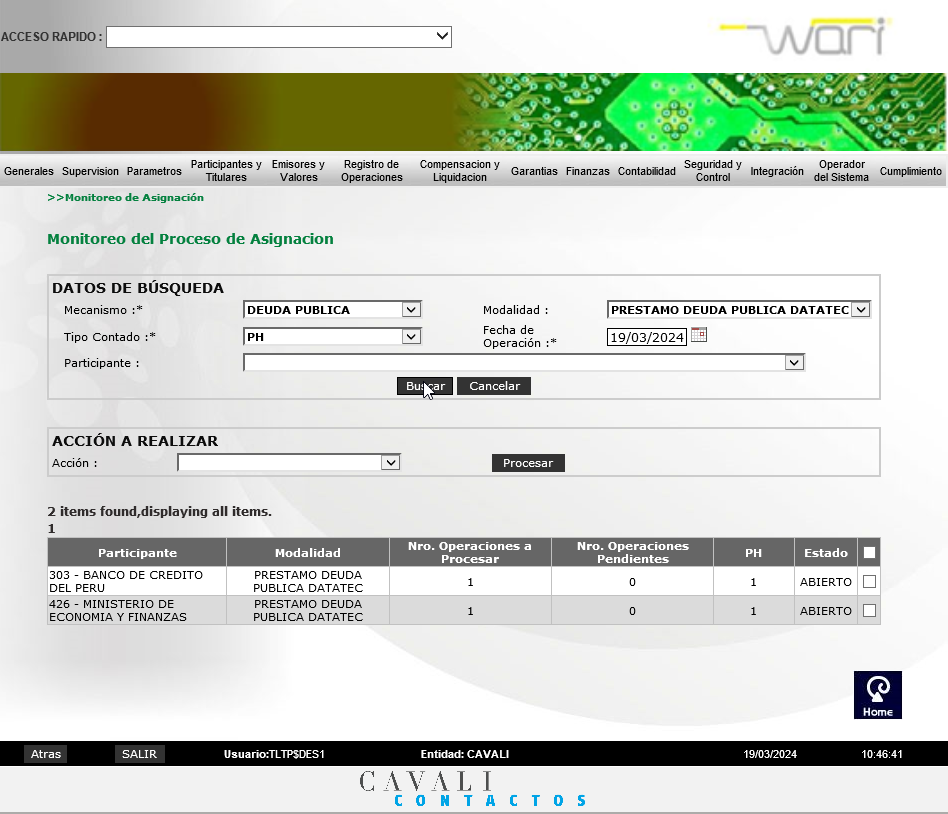 ACCESO RAPIDO :
wari
Generales Supervision Parametros Participantes y Titulares Emisores y Valores Registro de Operaciones Compensacion y Liquidacion Garantias Finanzas Contabilidad Seguridad y Control Integración Operador del Sistema Cumplimiento
>>Monitoreo de Asignación
Monitoreo del Proceso de Asignacion
DATOS DE BÚSQUEDA
Mecanismo :* DEUDA PUBLICA Modalidad : PRESTAMO DEUDA PUBLICA DATATEC
Tipo Contado :* PH Fecha de Operación :* 19/03/2024
Participante :
Buscar Cancelar
ACCIÓN A REALIZAR
Acción : Procesar
2 items found,displaying all items.
1
Participante Modalidad Nro. Operaciones a Procesar Nro. Operaciones Pendientes PH Estado
303 - BANCO DE CREDITO DEL PERU PRESTAMO DEUDA PUBLICA DATATEC 1 0 1 ABIERTO
426 - MINISTERIO DE ECONOMIA Y FINANZAS PRESTAMO DEUDA PUBLICA DATATEC 1 0 1 ABIERTO
Home
Atras SALIR Usuario:TLTP$DES1 Entidad: CAVALI 19/03/2024 10:46:41
CAVALI
CONTACTOS